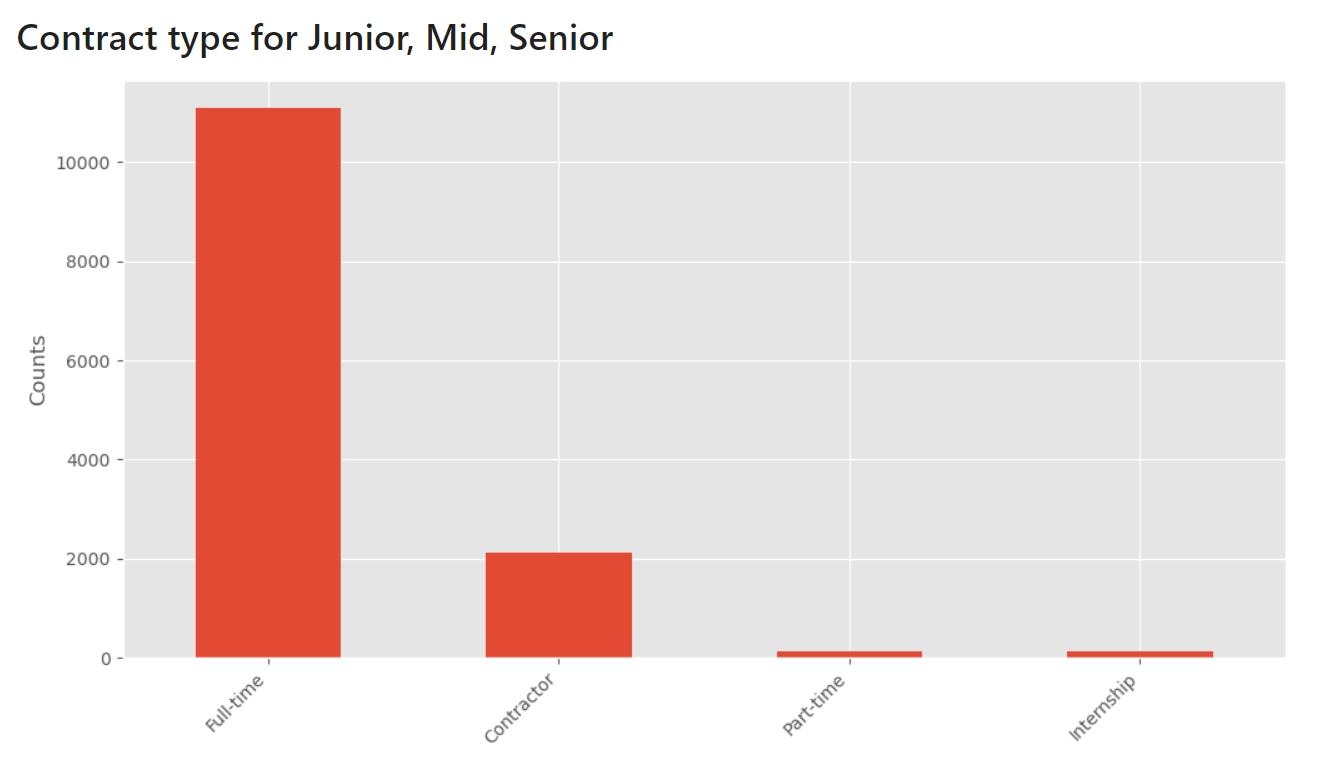 Contract type for Junior, Mid, Senior
10000
8000
6000
4000
2000
0
Counts
Full-time
Contractor
Part-time
Internship